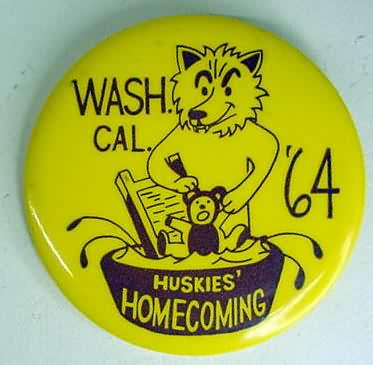 WASH.
CAL.
'64
HUSKIES'
HOMECOMING